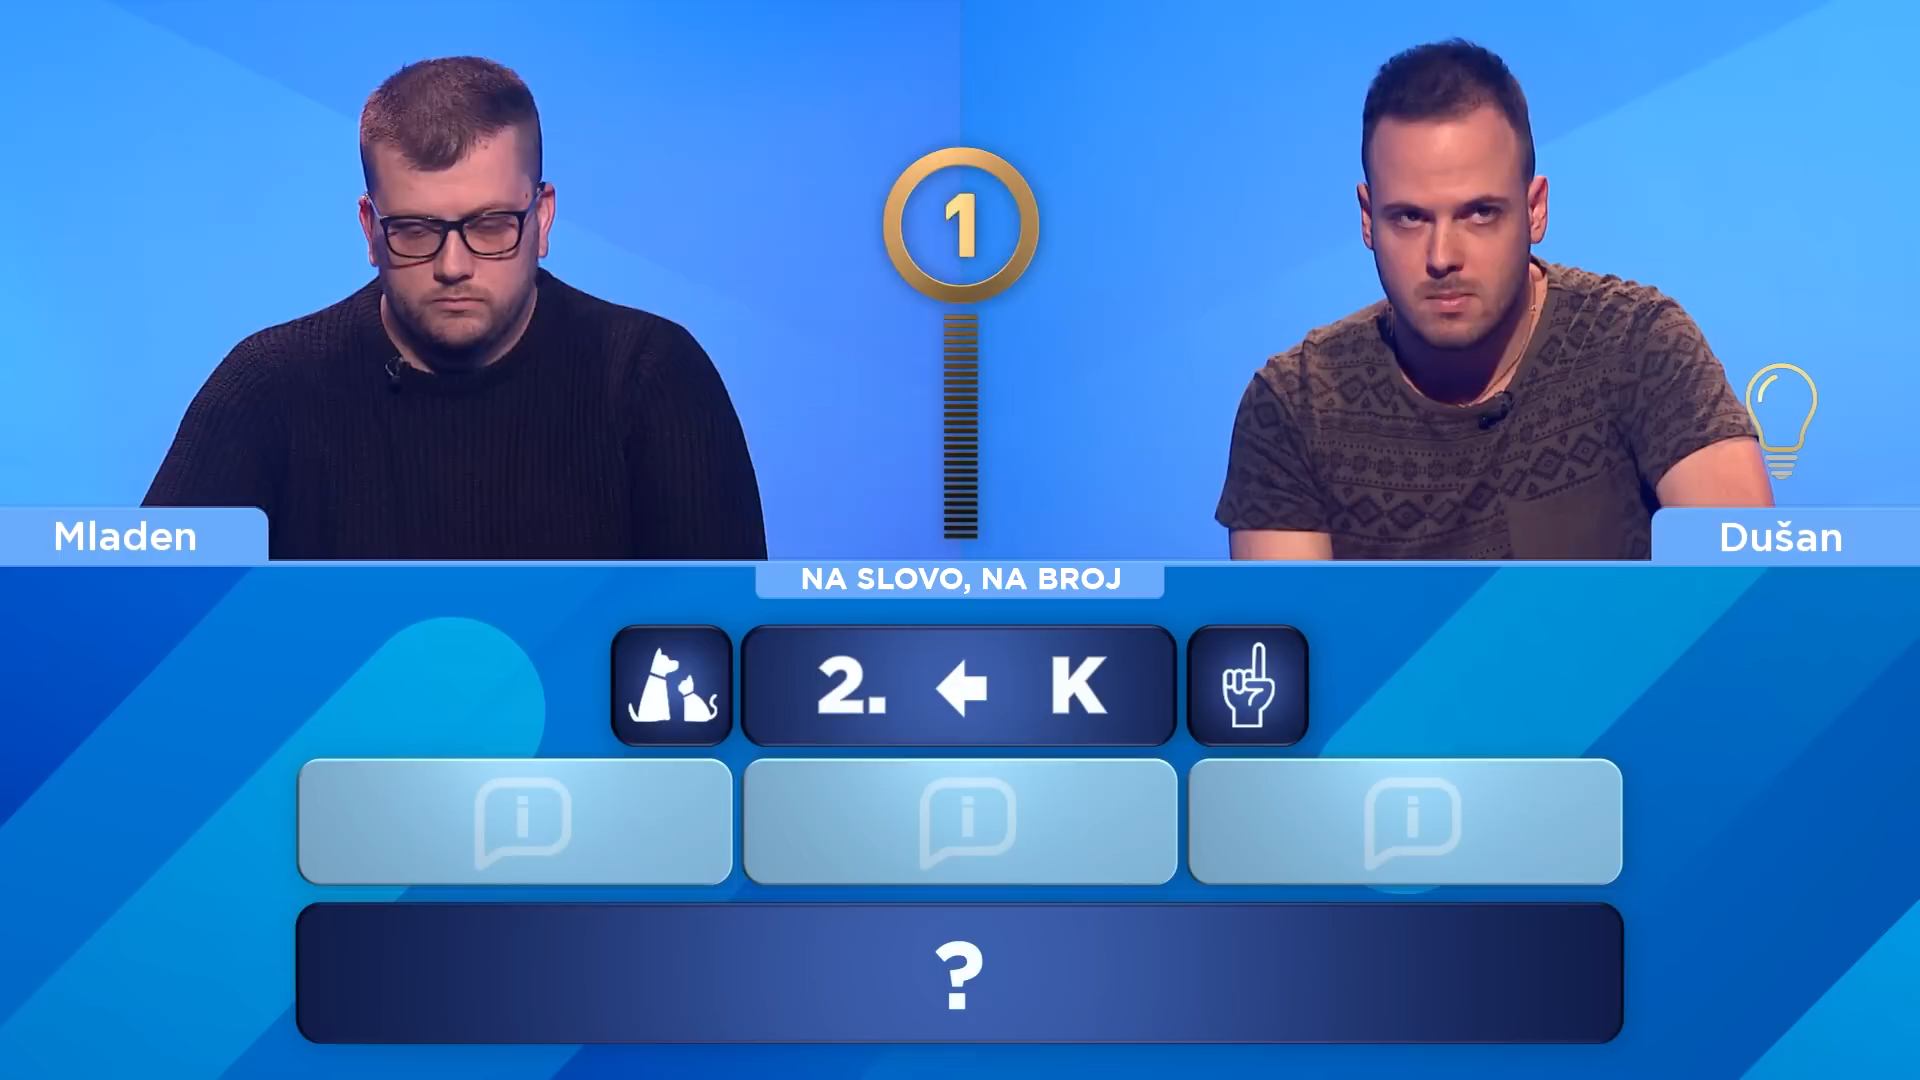 1
Mladen
Dušan
NA SLOVO, NA BROJ
2. ← K
i
i
i
?